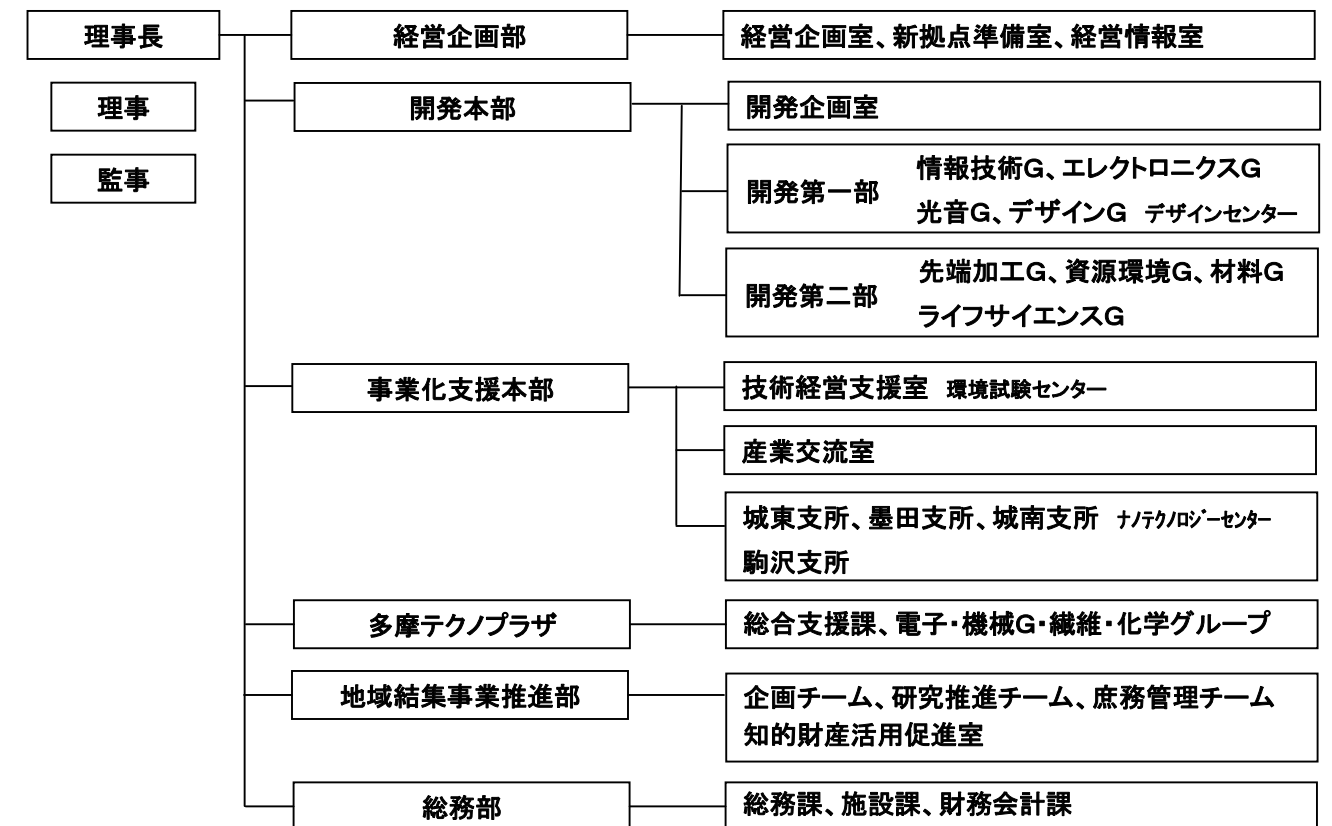 理事長
経営企画部
経営企画室、新拠点準備室、経営情報室
理事
監事
開発本部
開発企画室
開発第一部
情報技術G、エレクトロニクスG
光音G、デザインG デザインセンター
開発第二部
先端加工G、資源環境G、材料G
ライフサイエンスG
事業化支援本部
技術経営支援室 環境試験センター
産業交流室
城東支所、墨田支所、城南支所 ナノテクノロジーセンター
駒沢支所
多摩テクノプラザ
総合支援課、電子・機械G・繊維・化学グループ
地域結集事業推進部
企画チーム、研究推進チーム、庶務管理チーム
知的財産活用促進室
総務部
総務課、施設課、財務会計課